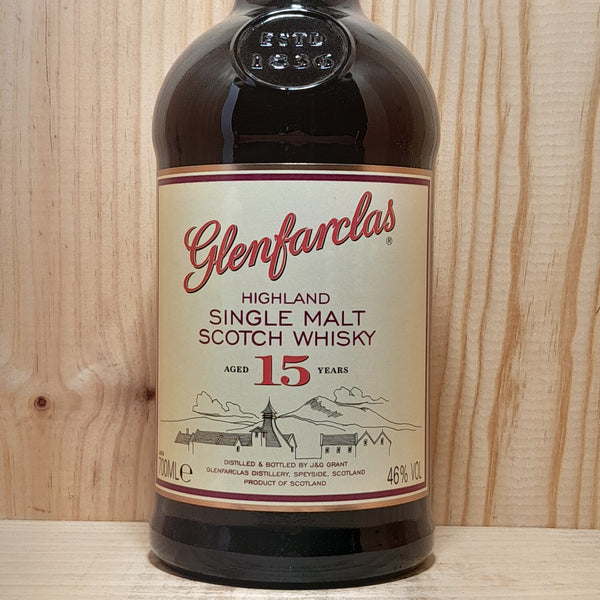 ESTD
1836
Glenfarclas®
HIGHLAND
SINGLE MALT
SCOTCH WHISKY
AGED 15 YEARS
700MLe
DISTILLED & BOTTLED BY J&G GRANT
GLENFARCLAS DISTILLERY, SPEYSIDE, SCOTLAND
PRODUCT OF SCOTLAND
46% VOL